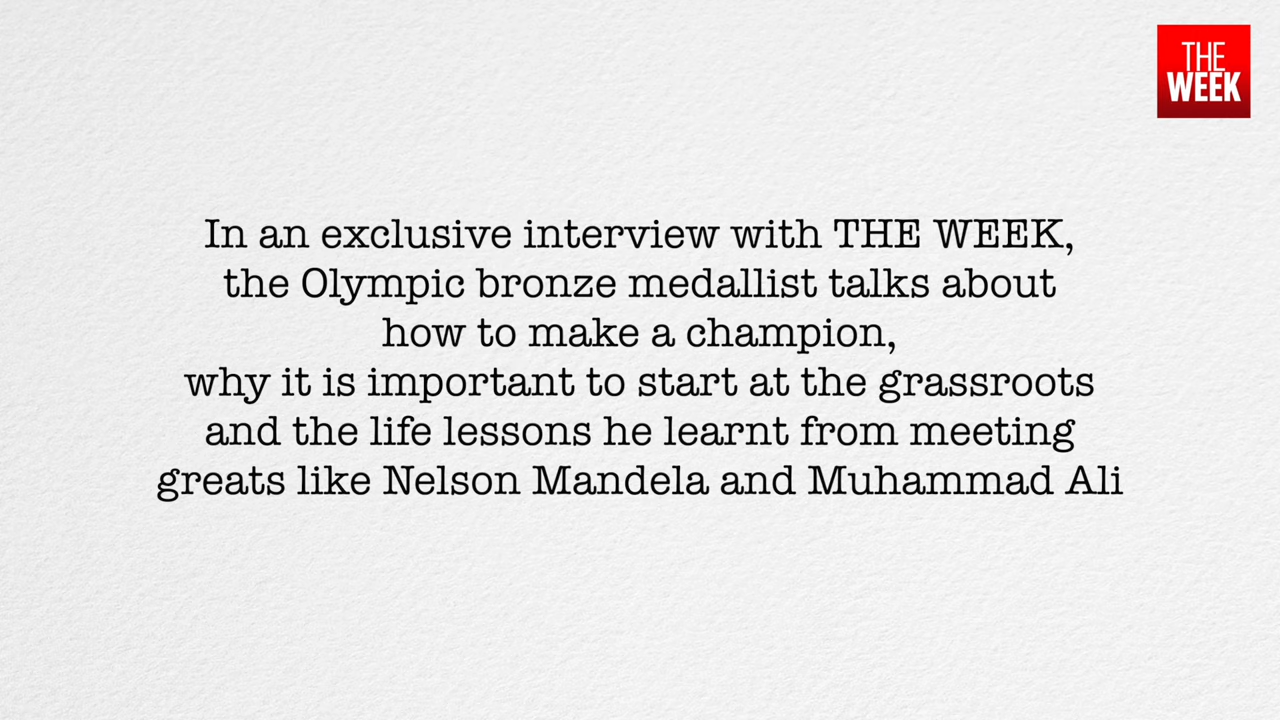 THE
WEEK
In an exclusive interview with THE WEEK,
the Olympic bronze medallist talks about
how to make a champion,
why it is important to start at the grassroots
and the life lessons he learnt from meeting
greats like Nelson Mandela and Muhammad Ali